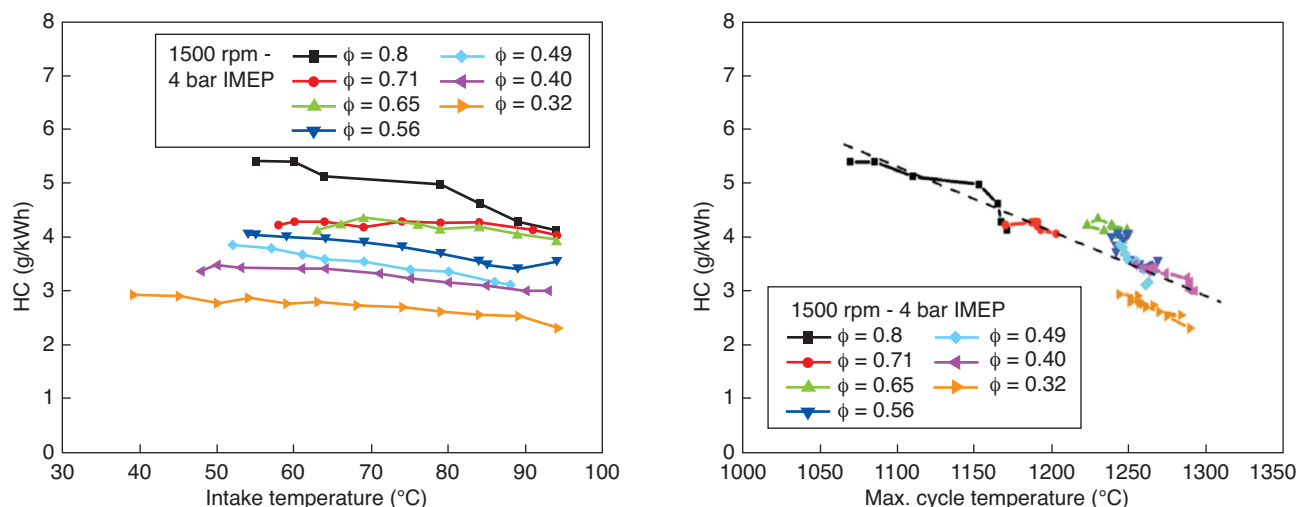 8
7
6
5
4
3
2
1
0
HC (g/kWh)
1500 rpm -
4 bar IMEP
ϕ = 0.8
ϕ = 0.71
ϕ = 0.65
ϕ = 0.56
ϕ = 0.49
ϕ = 0.40
ϕ = 0.32
30 40 50 60 70 80 90 100
Intake temperature (°C)
8
7
6
5
4
3
2
1
0
HC (g/kWh)
1500 rpm - 4 bar IMEP
ϕ = 0.8
ϕ = 0.71
ϕ = 0.65
ϕ = 0.56
ϕ = 0.49
ϕ = 0.40
ϕ = 0.32
1000 1050 1100 1150 1200 1250 1300 1350
Max. cycle temperature (°C)